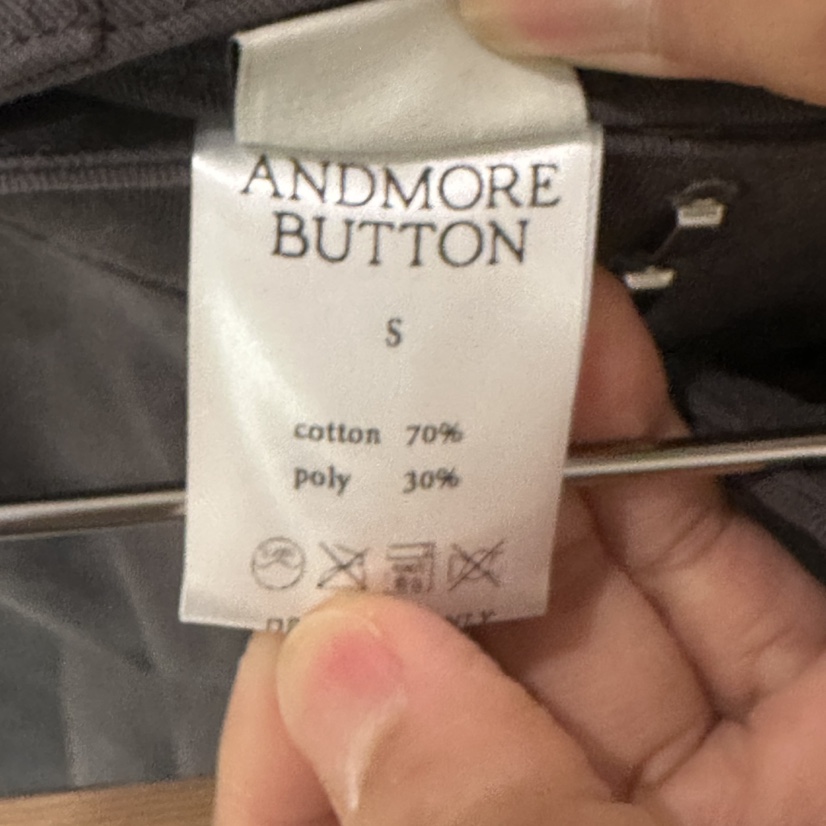 ANDMORE
BUTTON
S
cotton 70%
poly 30%